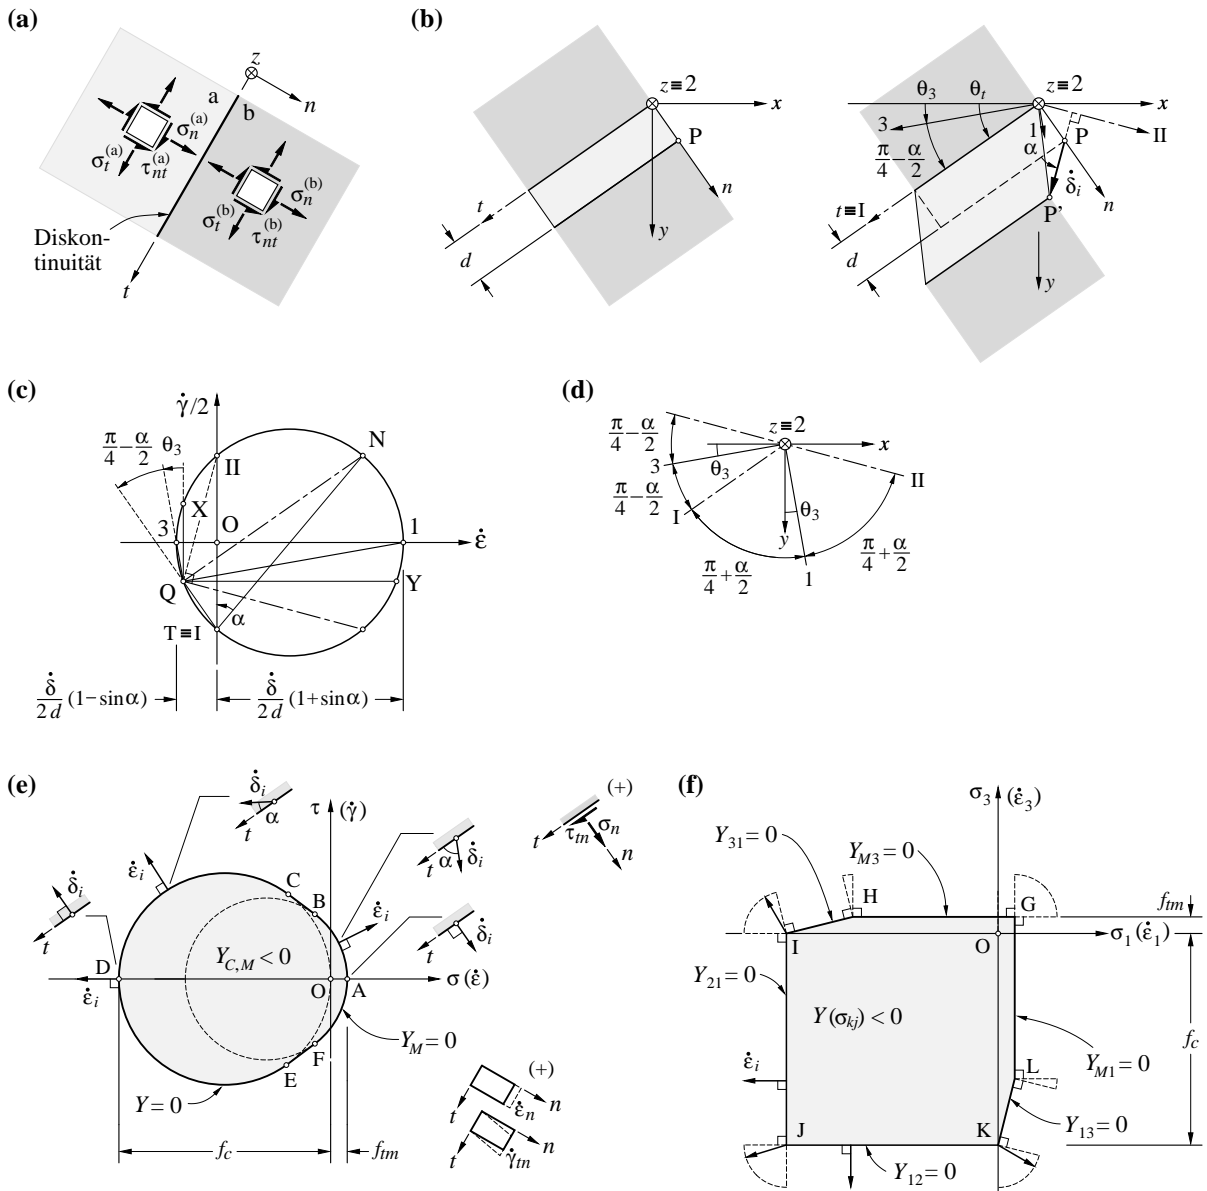 (a)
z
n
a
b
σn(a)
σt(a)
τnt(a)
σn(b)
σt(b)
τnt(b)
Diskon-
tinuität
t
(b)
z≡2
x
P
n
t
d
y
z≡2
θ3
θt
x
3
1
P
II
π/4−α/2
α
δ̇i
t≡I
P'
n
d
y
(c)
γ̇/2
π/4−α/2
θ3
N
II
X
3
O
1
ε̇
Q
Y
α
T≡I
δ̇/2d (1−sinα)
δ̇/2d (1+sinα)
(d)
z≡2
x
π/4−α/2
3
θ3
II
π/4−α/2
I
θ3
y
π/4+α/2
π/4+α/2
1
(e)
δ̇i
α
t
τ
(γ̇)
(+)
τtn
σn
t
n
t
α
δ̇i
ε̇i
δ̇i
t
C
B
ε̇i
t
δ̇i
YC,M < 0
D
O
A
σ(ε̇)
ε̇i
F
YM = 0
E
Y = 0
(+)
t
ε̇n
n
t
γ̇tn
n
fc
ftm
(f)
σ3
(ε̇3)
Y31 = 0
YM3 = 0
H
G
ftm
I
O
σ1(ε̇1)
Y21 = 0
Y(σkj) < 0
fc
ε̇i
L
YM1 = 0
J
K
Y13 = 0
Y12 = 0